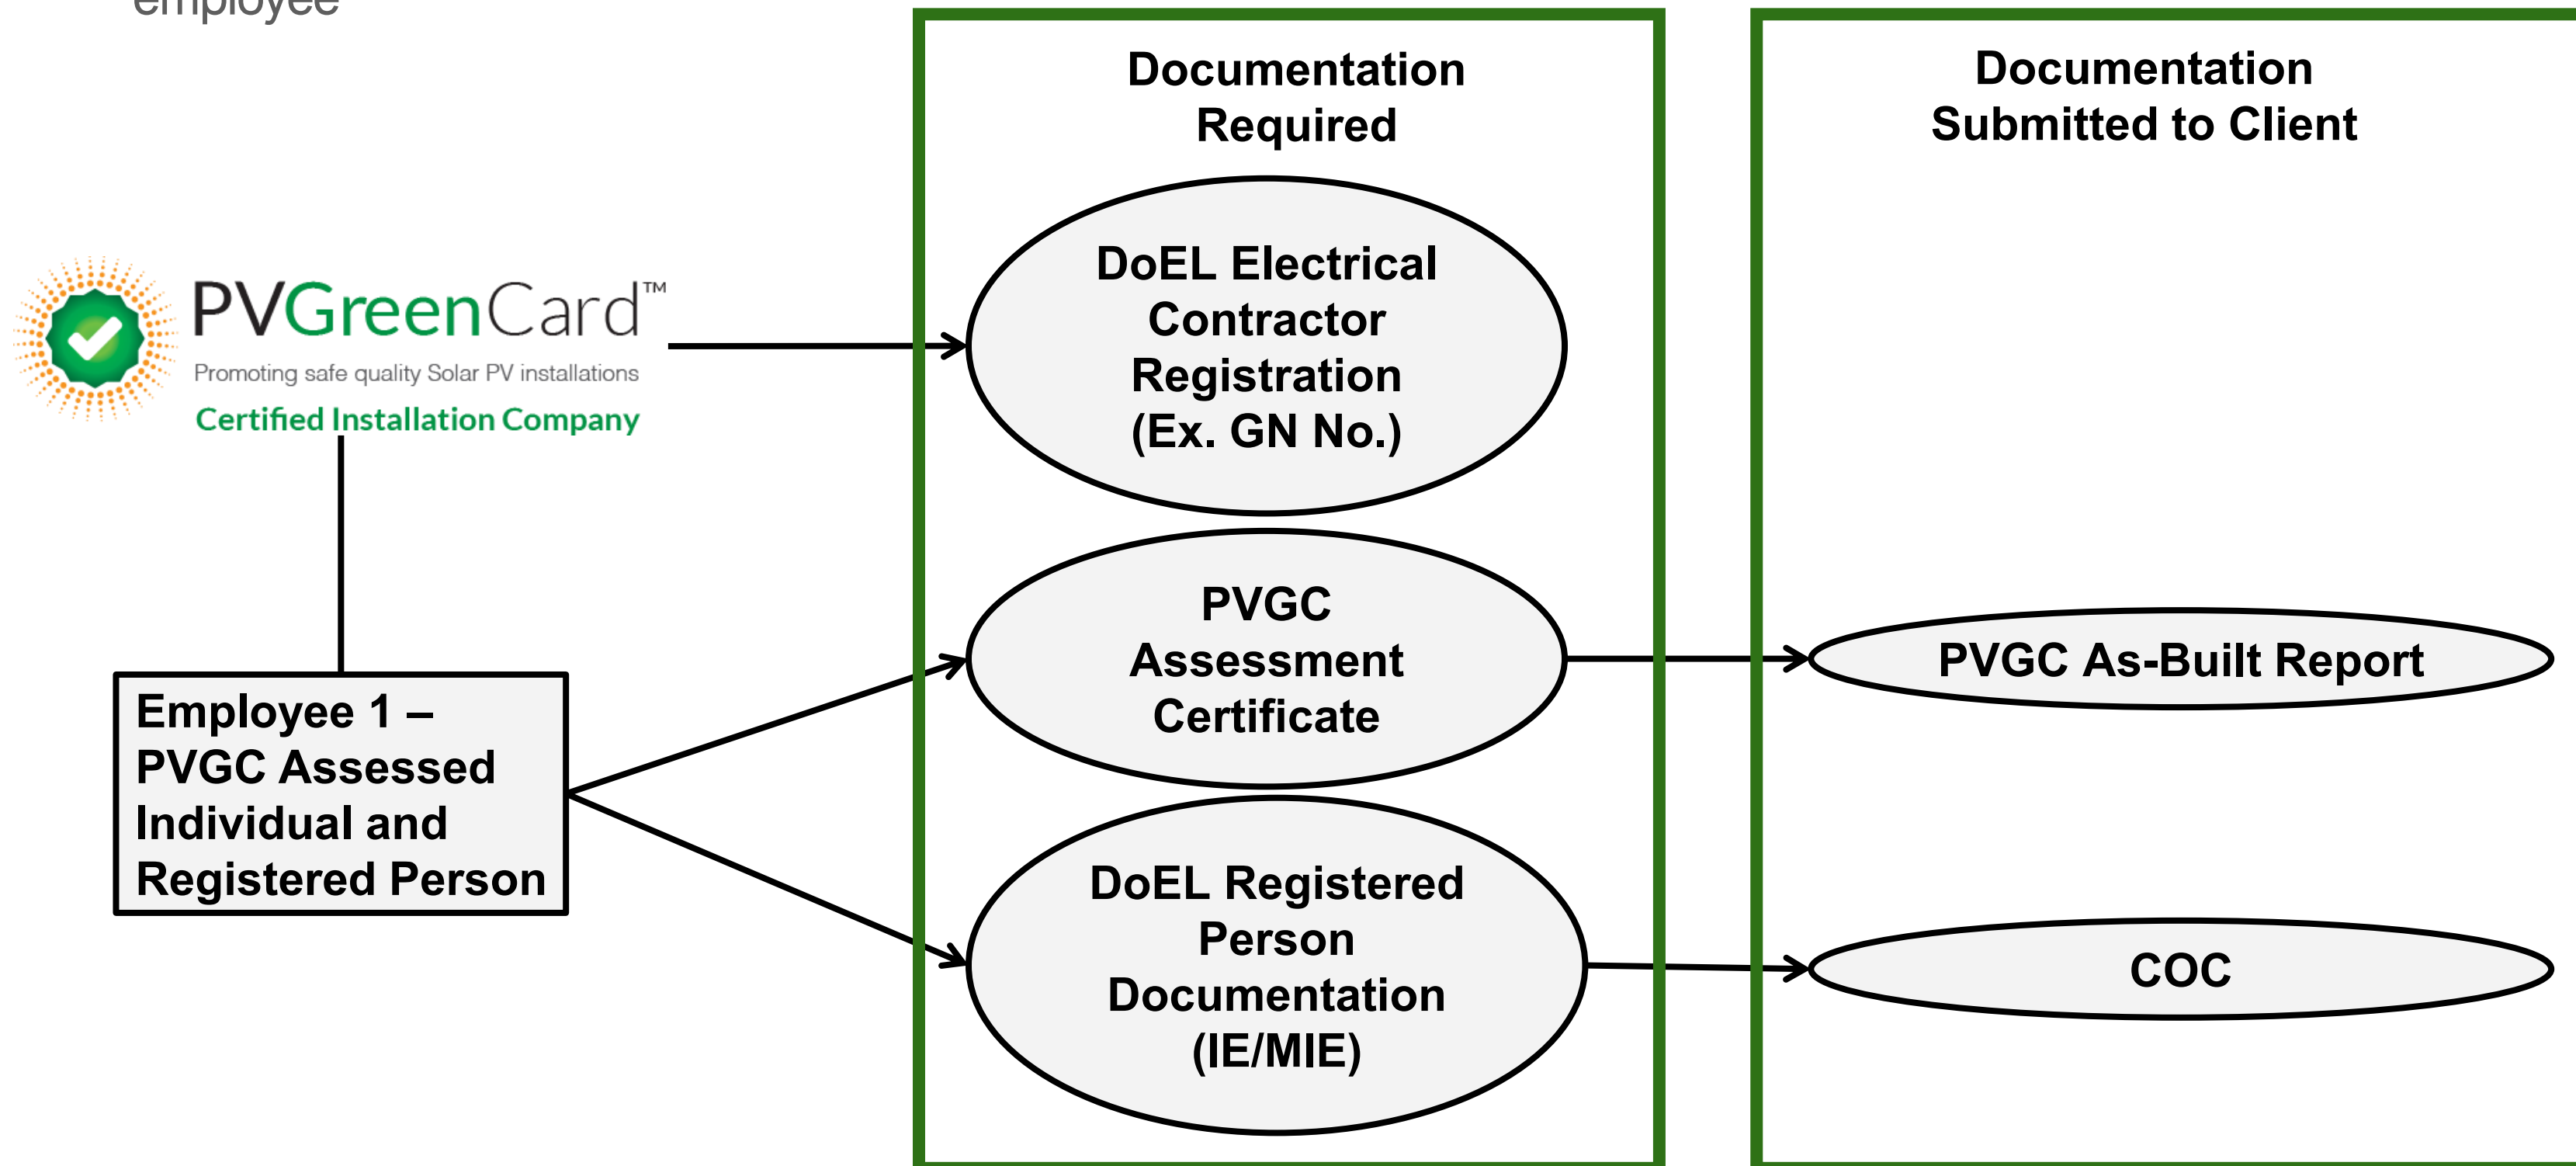 employee
Documentation
Required
Documentation
Submitted to Client
PVGreenCard™
Promoting safe quality Solar PV installations
Certified Installation Company
DoEL Electrical
Contractor
Registration
(Ex. GN No.)
PVGC
Assessment
Certificate
PVGC As-Built Report
Employee 1 –
PVGC Assessed
Individual and
Registered Person
DoEL Registered
Person
Documentation
(IE/MIE)
COC